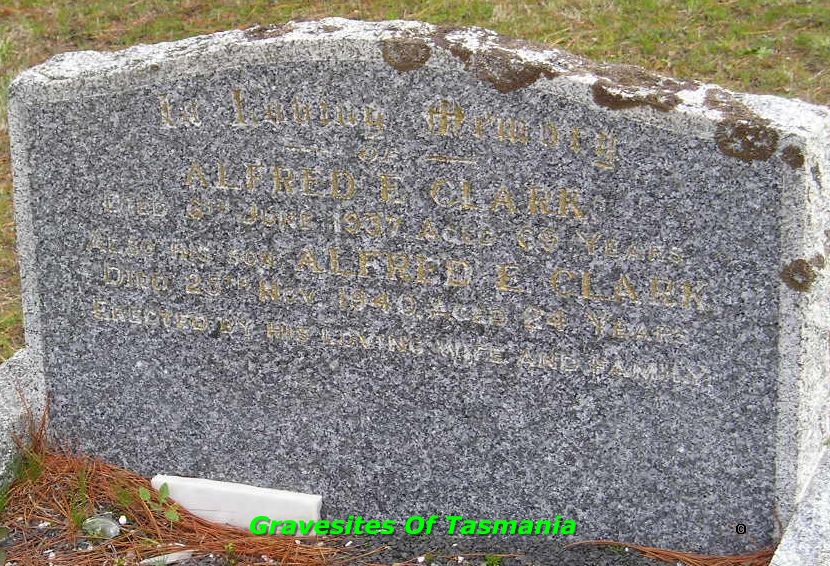 In Loving Memory
of
ALFRED E. CLARK
DIED 8TH JUNE 1937 AGED 69 YEARS
ALSO HIS SON ALFRED E. CLARK
DIED 25TH NOV. 1940, AGED 24 YEARS
ERECTED BY HIS LOVING WIFE AND FAMILY.
Gravesites Of Tasmania